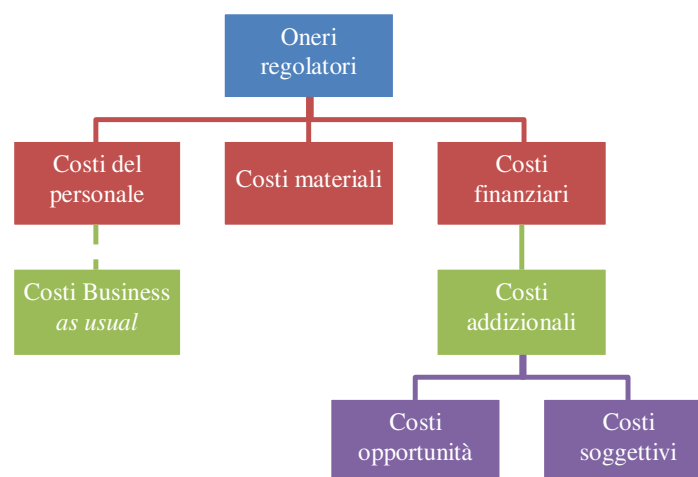 Oneri
regolatori
Costi del
personale
Costi materiali
Costi
finanziari
Costi Business
as usual
Costi
addizionali
Costi
opportunità
Costi
soggettivi